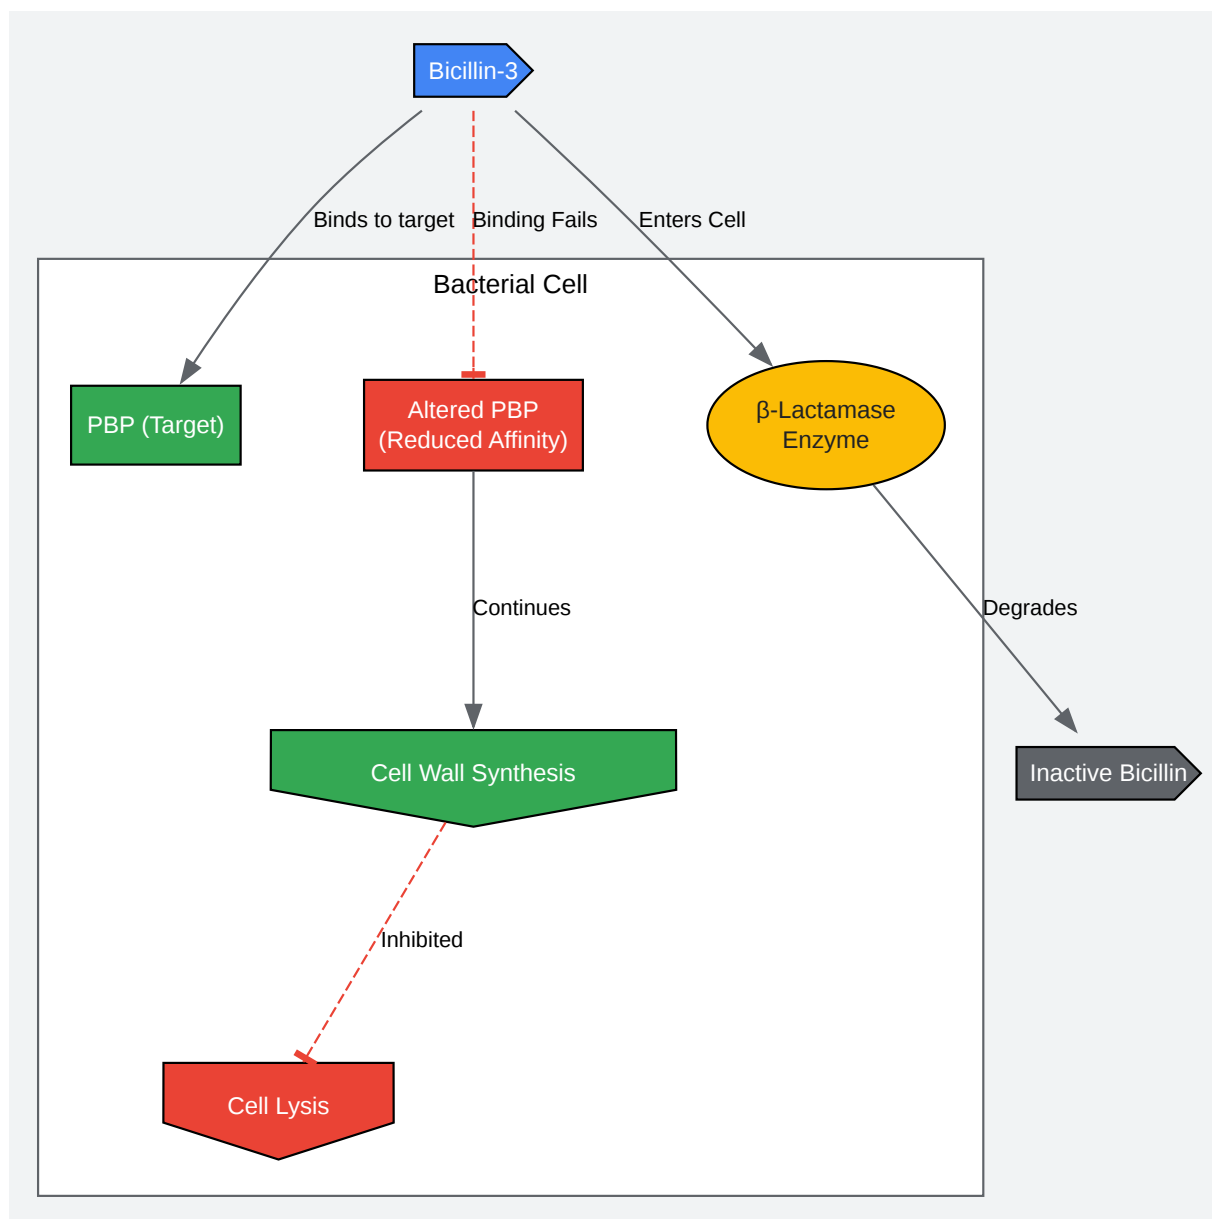 Bicillin-3
Binds to target
Binding Fails
Enters Cell
Bacterial Cell
PBP (Target)
Altered PBP
(Reduced Affinity)
β-Lactamase
Enzyme
Continues
Degrades
Cell Wall Synthesis
Inactive Bicillin
Inhibited
Cell Lysis